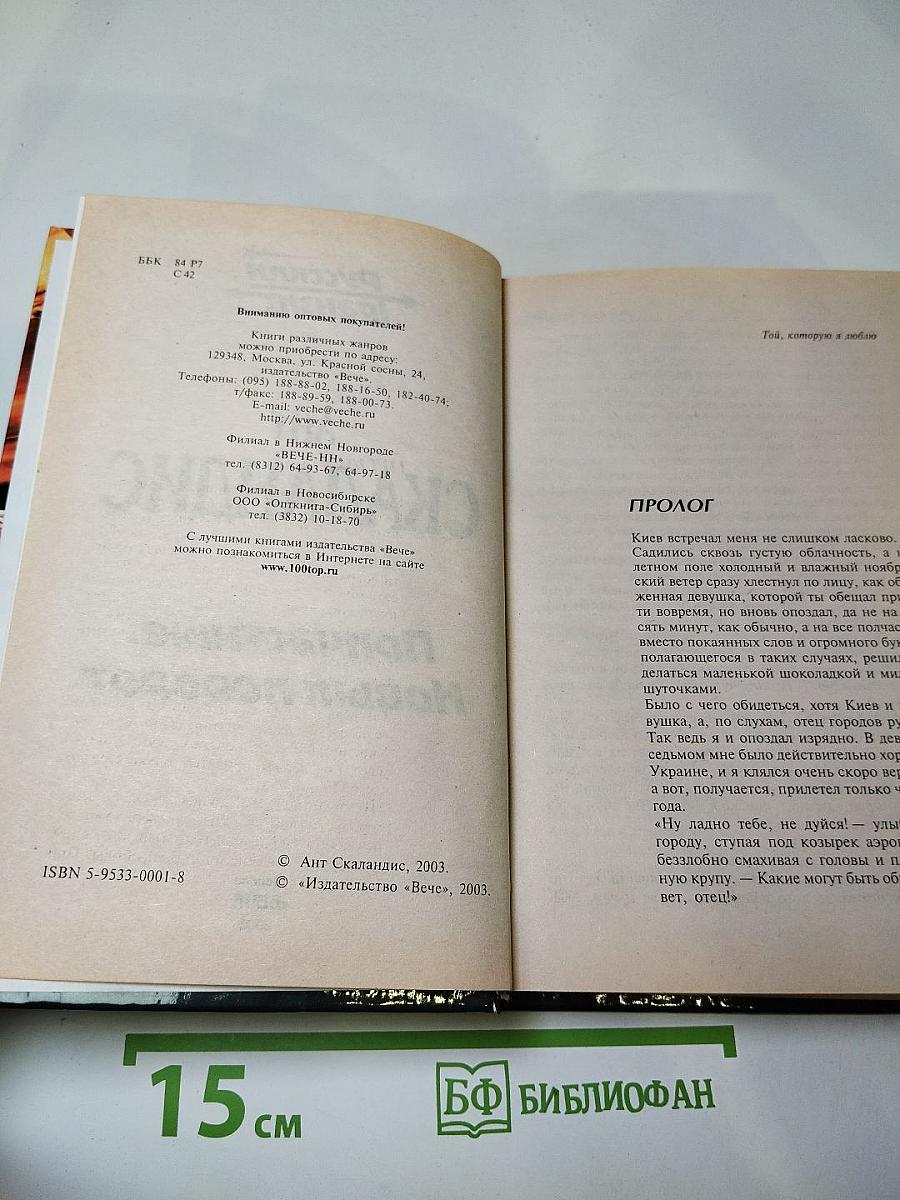 ББК 84 Р7
С 42
Вниманию оптовых покупателей!
Книги различных жанров
можно приобрести по адресу:
129348, Москва, ул. Красной сосны, 24,
издательство «Вече».
Телефоны: (095) 188-88-02, 188-16-50, 182-40-74;
т/факс: 188-89-59, 188-00-73.
E-mail: veche@veche.ru
http://www.veche.ru
Филиал в Нижнем Новгороде
«ВЕЧЕ-НН»
тел. (8312) 64-93-67, 64-97-18
Филиал в Новосибирске
ООО «Опткнига-Сибирь»
тел. (3832) 10-18-70
С лучшими книгами издательства «Вече»
можно познакомиться в Интернете на сайте
www.100top.ru
ISBN 5-9533-0001-8
© Ант Скаландис, 2003.
© «Издательство «Вече», 2003.
Той, которую я люблю
ПРОЛОГ
Киев встречал меня не слишком ласково.
Садились сквозь густую облачность, а
летном поле холодный и влажный ноябр
ский ветер сразу хлестнул по лицу, как об
женная девушка, которой ты обещал при
ти вовремя, но вновь опоздал, да не на
сять минут, как обычно, а на все полчас
вместо покаянных слов и огромного бук
полагающегося в таких случаях, реши
делаться маленькой шоколадкой и ми
шуточками.
Было с чего обидеться, хотя Киев и
вушка, а, по слухам, отец городов ру
Так ведь я и опоздал изрядно. В дев
седьмом мне было действительно хор
Украине, и я клялся очень скоро вер
а вот, получается, прилетел только ч
года.
«Ну ладно тебе, не дуйся! — улы
городу, ступая под козырек аэро
беззлобно смахивая с головы и п
ную крупу. — Какие могут быть об
вет, отец!»
15 см
БФ БИБЛИОФАН